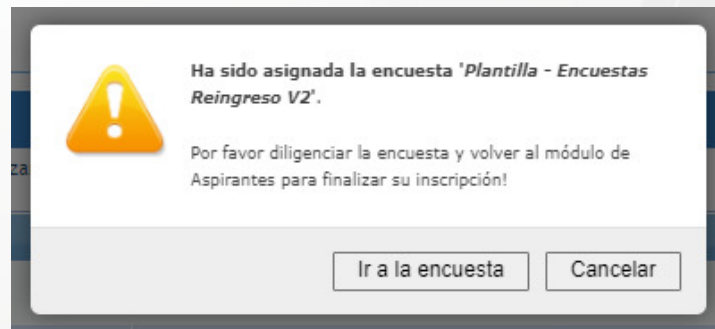 Ha sido asignada la encuesta 'Plantilla - Encuestas
Reingreso V2'.
Por favor diligenciar la encuesta y volver al módulo de
Aspirantes para finalizar su inscripción!
Ir a la encuesta
Cancelar